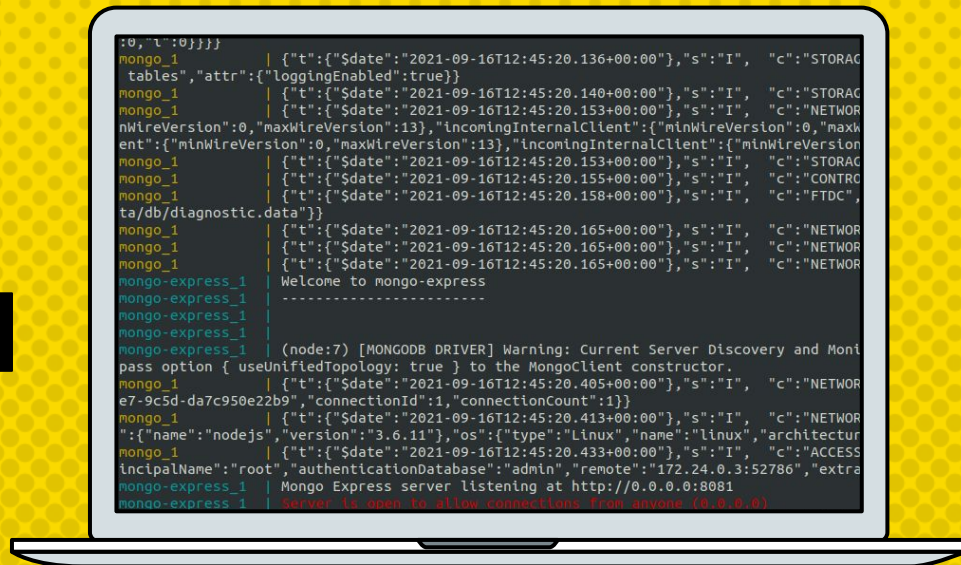 :0,"l":0}}}}
mongo_1 | {"t":{"$date":"2021-09-16T12:45:20.136+00:00"},"s":"I", "c":"STORAG
tables","attr":{"loggingEnabled":true}}
mongo_1 | {"t":{"$date":"2021-09-16T12:45:20.140+00:00"},"s":"I", "c":"STORAG
mongo_1 | {"t":{"$date":"2021-09-16T12:45:20.153+00:00"},"s":"I", "c":"NETWOR
nWireVersion":0,"maxWireVersion":13},"incomingInternalClient":{"minWireVersion":0,"maxW
ent":{"minWireVersion":0,"maxWireVersion":13},"incomingInternalClient":{"minWireVersion
mongo_1 | {"t":{"$date":"2021-09-16T12:45:20.153+00:00"},"s":"I", "c":"STORAG
mongo_1 | {"t":{"$date":"2021-09-16T12:45:20.155+00:00"},"s":"I", "c":"CONTRO
mongo_1 | {"t":{"$date":"2021-09-16T12:45:20.158+00:00"},"s":"I", "c":"FTDC",
ta/db/diagnostic.data"}}
mongo_1 | {"t":{"$date":"2021-09-16T12:45:20.165+00:00"},"s":"I", "c":"NETWOR
mongo_1 | {"t":{"$date":"2021-09-16T12:45:20.165+00:00"},"s":"I", "c":"NETWOR
mongo_1 | {"t":{"$date":"2021-09-16T12:45:20.165+00:00"},"s":"I", "c":"NETWOR
mongo-express_1 | Welcome to mongo-express
mongo-express_1 | ------------------------
mongo-express_1 |
mongo-express_1 |
mongo-express_1 | (node:7) [MONGODB DRIVER] Warning: Current Server Discovery and Moni
pass option { useUnifiedTopology: true } to the MongoClient constructor.
mongo_1 | {"t":{"$date":"2021-09-16T12:45:20.405+00:00"},"s":"I", "c":"NETWOR
e7-9c5d-da7c950e22b9","connectionId":1,"connectionCount":1}}
mongo_1 | {"t":{"$date":"2021-09-16T12:45:20.413+00:00"},"s":"I", "c":"NETWOR
":{"name":"nodejs","version":"3.6.11"},"os":{"type":"Linux","name":"linux","architectur
mongo_1 | {"t":{"$date":"2021-09-16T12:45:20.433+00:00"},"s":"I", "c":"ACCESS
incipalName":"root","authenticationDatabase":"admin","remote":"172.24.0.3:52786","extra
mongo-express_1 | Mongo Express server listening at http://0.0.0.0:8081
mongo-express_1 | Server is open to allow connections from anyone (0.0.0.0)